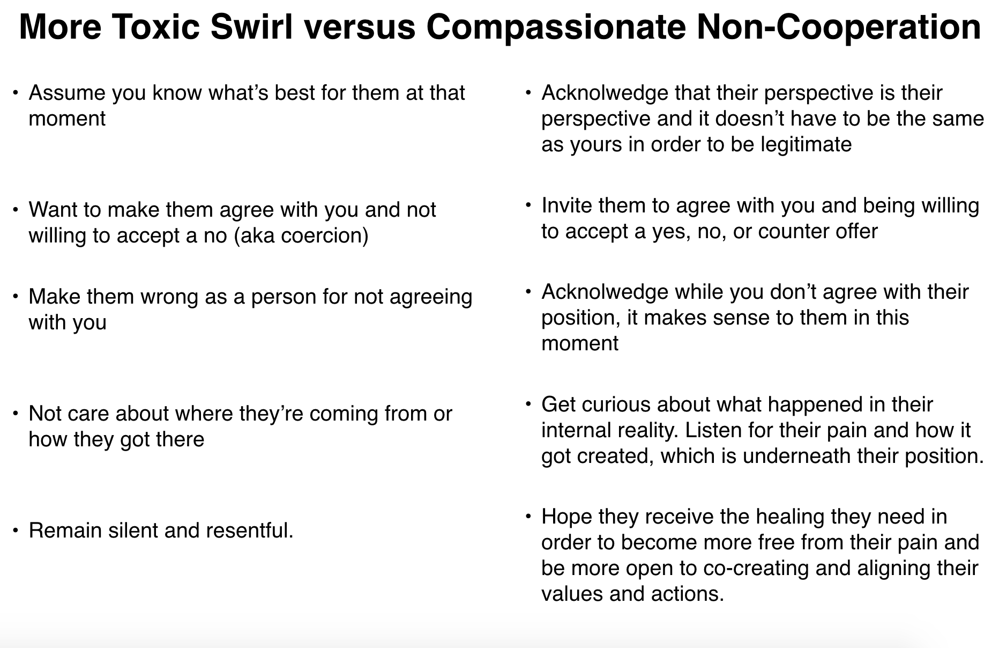 More Toxic Swirl versus Compassionate Non-Cooperation
• Assume you know what’s best for them at that
moment
• Want to make them agree with you and not
willing to accept a no (aka coercion)
• Make them wrong as a person for not agreeing
with you
• Not care about where they’re coming from or
how they got there
• Remain silent and resentful.
• Acknolwedge that their perspective is their
perspective and it doesn’t have to be the same
as yours in order to be legitimate
• Invite them to agree with you and being willing
to accept a yes, no, or counter offer
• Acknolwedge while you don’t agree with their
position, it makes sense to them in this
moment
• Get curious about what happened in their
internal reality. Listen for their pain and how it
got created, which is underneath their position.
• Hope they receive the healing they need in
order to become more free from their pain and
be more open to co-creating and aligning their
values and actions.